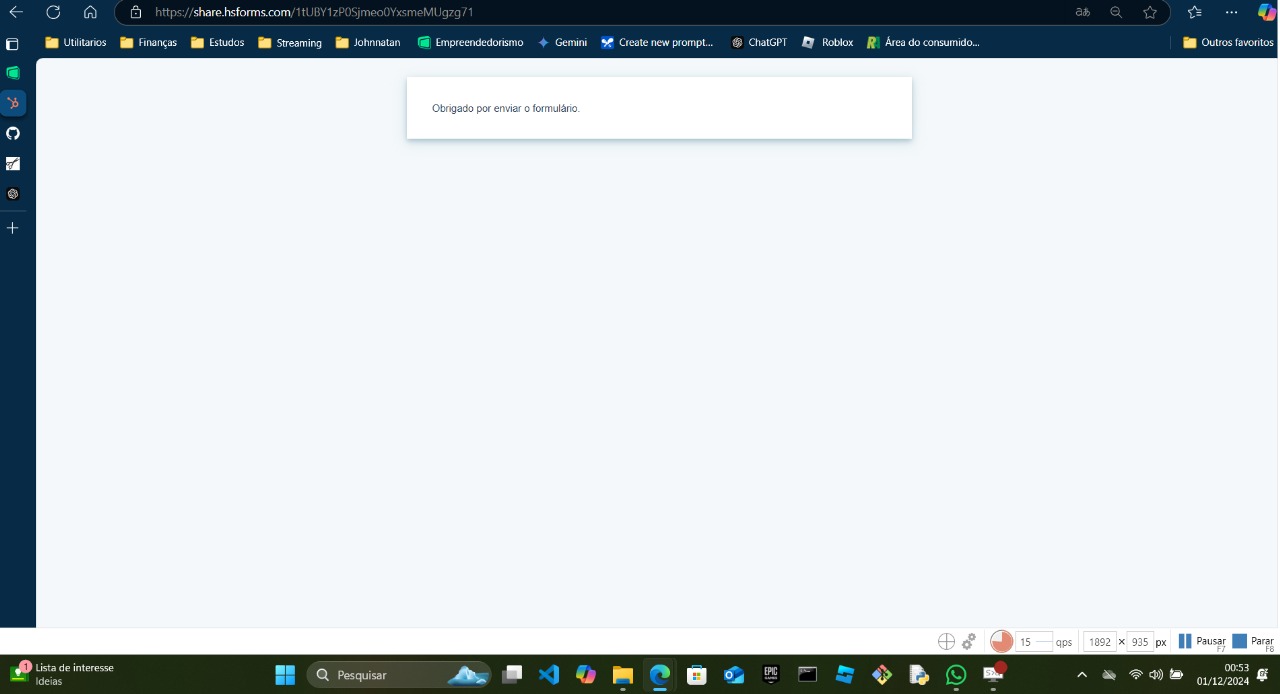 https://share.hsforms.com/1tUBY1zP0Sjmeo0YxsmeMUgzg71
Utilitarios Finanças Estudos Streaming Johnnatan Empreendedorismo Gemini Create new prompt... ChatGPT Roblox Área do consumido... Outros favoritos
Obrigado por enviar o formulário.
15 qps 1892 × 935 px Pausar F7 Parar F8
1 Lista de interesse
Ideias
Pesquisar
EPIC GAMES
00:53
01/12/2024